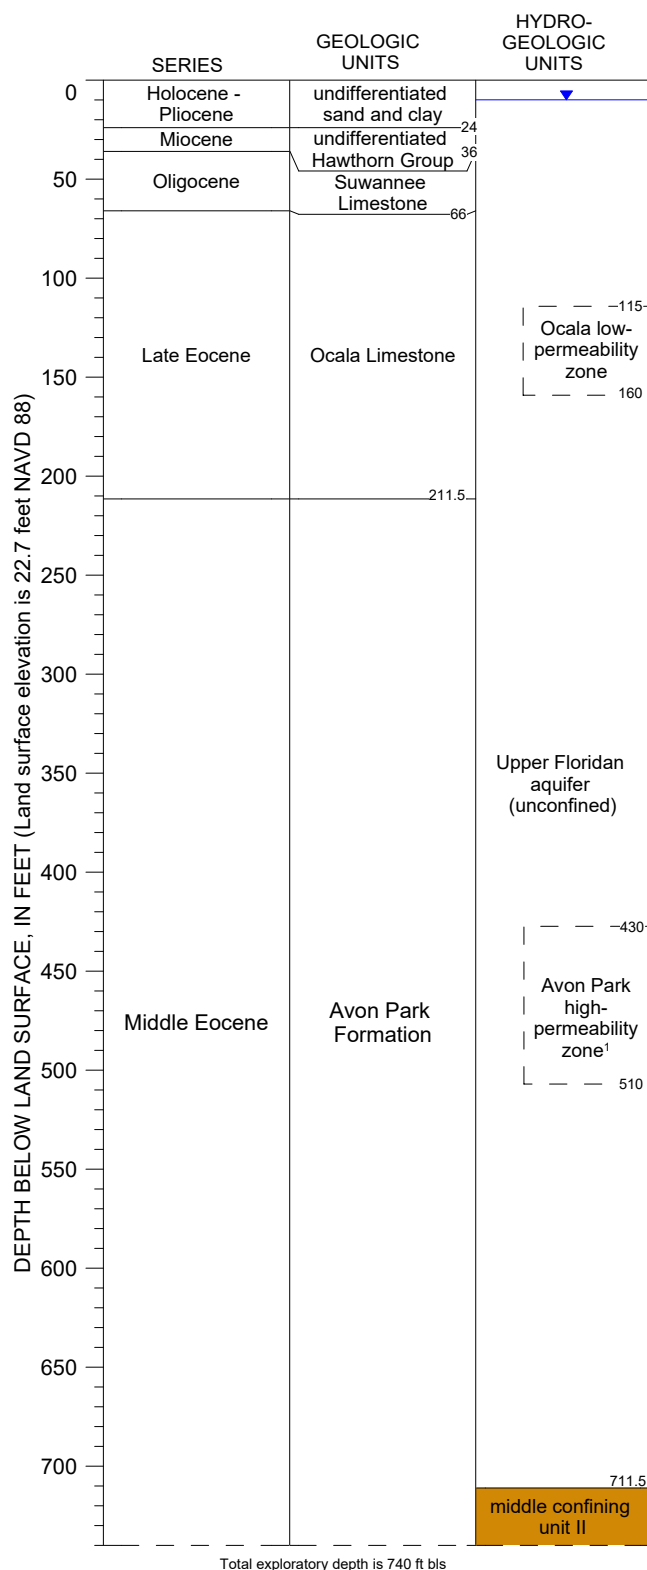 SERIES
GEOLOGIC
UNITS
HYDRO-
GEOLOGIC
UNITS
DEPTH BELOW LAND SURFACE, IN FEET (Land surface elevation is 22.7 feet NAVD 88)
0
50
100
150
200
250
300
350
400
450
500
550
600
650
700
Holocene -
Pliocene
Miocene
Oligocene
Late Eocene
Middle Eocene
undifferentiated
sand and clay
24
undifferentiated
Hawthorn Group
36
Suwannee
Limestone
66
Ocala Limestone
211.5
Avon Park
Formation
115
Ocala low-
permeability
zone
160
Upper Floridan
aquifer
(unconfined)
430
Avon Park
high-
permeability
zone¹
510
711.5
middle confining
unit II
Total exploratory depth is 740 ft bls